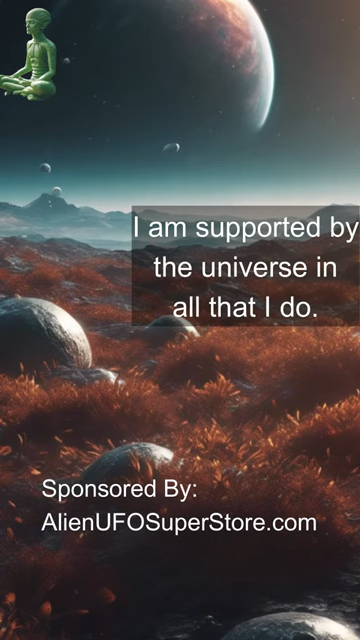 I am supported by
the universe in
all that I do.
Sponsored By:
AlienUFOSuperStore.com